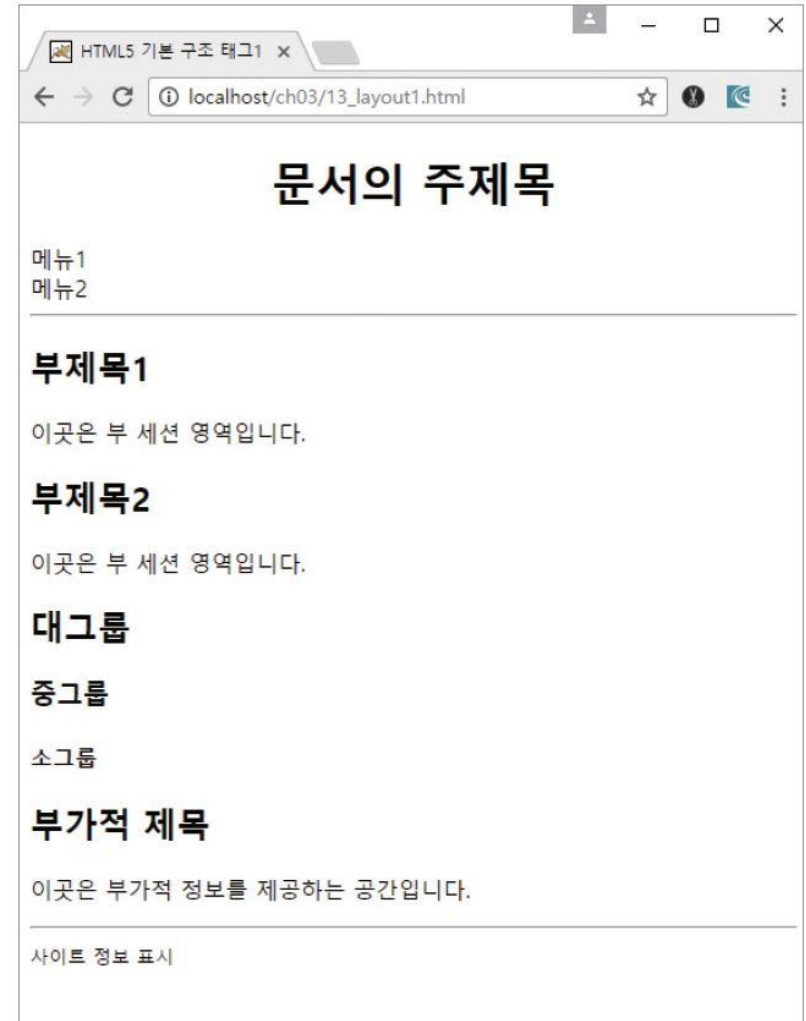 HTML5 기본 구조 태그1
localhost/ch03/13_layout1.html
문서의 주제목
메뉴1
메뉴2
부제목1
이곳은 부 세션 영역입니다.
부제목2
이곳은 부 세션 영역입니다.
대그룹
중그룹
소그룹
부가적 제목
이곳은 부가적 정보를 제공하는 공간입니다.
사이트 정보 표시